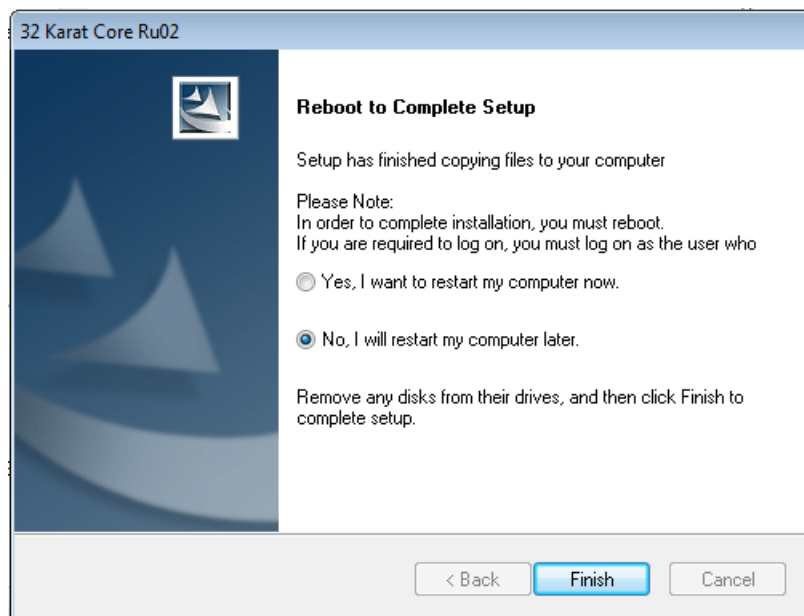 32 Karat Core Ru02
Reboot to Complete Setup
Setup has finished copying files to your computer
Please Note:
In order to complete installation, you must reboot.
If you are required to log on, you must log on as the user who
Yes, I want to restart my computer now.
No, I will restart my computer later.
Remove any disks from their drives, and then click Finish to
complete setup.
< Back
Finish
Cancel